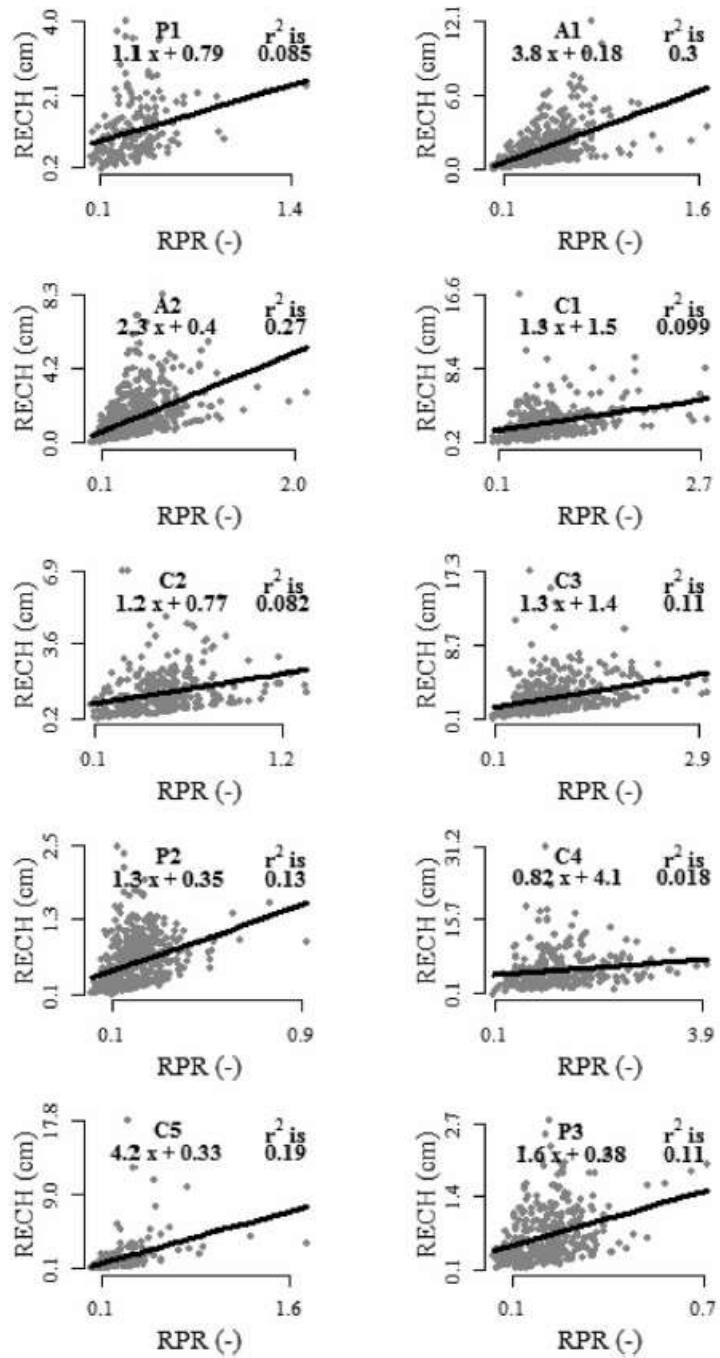 RECH (cm)
4.0
2.1
0.2
P1
1.1 x + 0.79
r² is
0.085
0.1
1.4
RPR (-)
RECH (cm)
12.1
6.0
0.0
A1
3.8 x + 0.18
r² is
0.3
0.1
1.6
RPR (-)
RECH (cm)
8.3
4.2
0.0
A2
2.3 x + 0.4
r² is
0.27
0.1
2.0
RPR (-)
RECH (cm)
16.6
8.4
0.2
C1
1.3 x + 1.5
r² is
0.099
0.1
2.7
RPR (-)
RECH (cm)
6.9
3.6
0.2
C2
1.2 x + 0.77
r² is
0.082
0.1
1.2
RPR (-)
RECH (cm)
17.3
8.7
0.1
C3
1.3 x + 1.4
r² is
0.11
0.1
2.9
RPR (-)
RECH (cm)
2.5
1.3
0.1
P2
1.3 x + 0.35
r² is
0.13
0.1
0.9
RPR (-)
RECH (cm)
31.2
15.7
0.1
C4
0.82 x + 4.1
r² is
0.018
0.1
3.9
RPR (-)
RECH (cm)
17.8
9.0
0.1
C5
4.2 x + 0.33
r² is
0.19
0.1
1.6
RPR (-)
RECH (cm)
2.7
1.4
0.1
P3
1.6 x + 0.38
r² is
0.11
0.1
0.7
RPR (-)